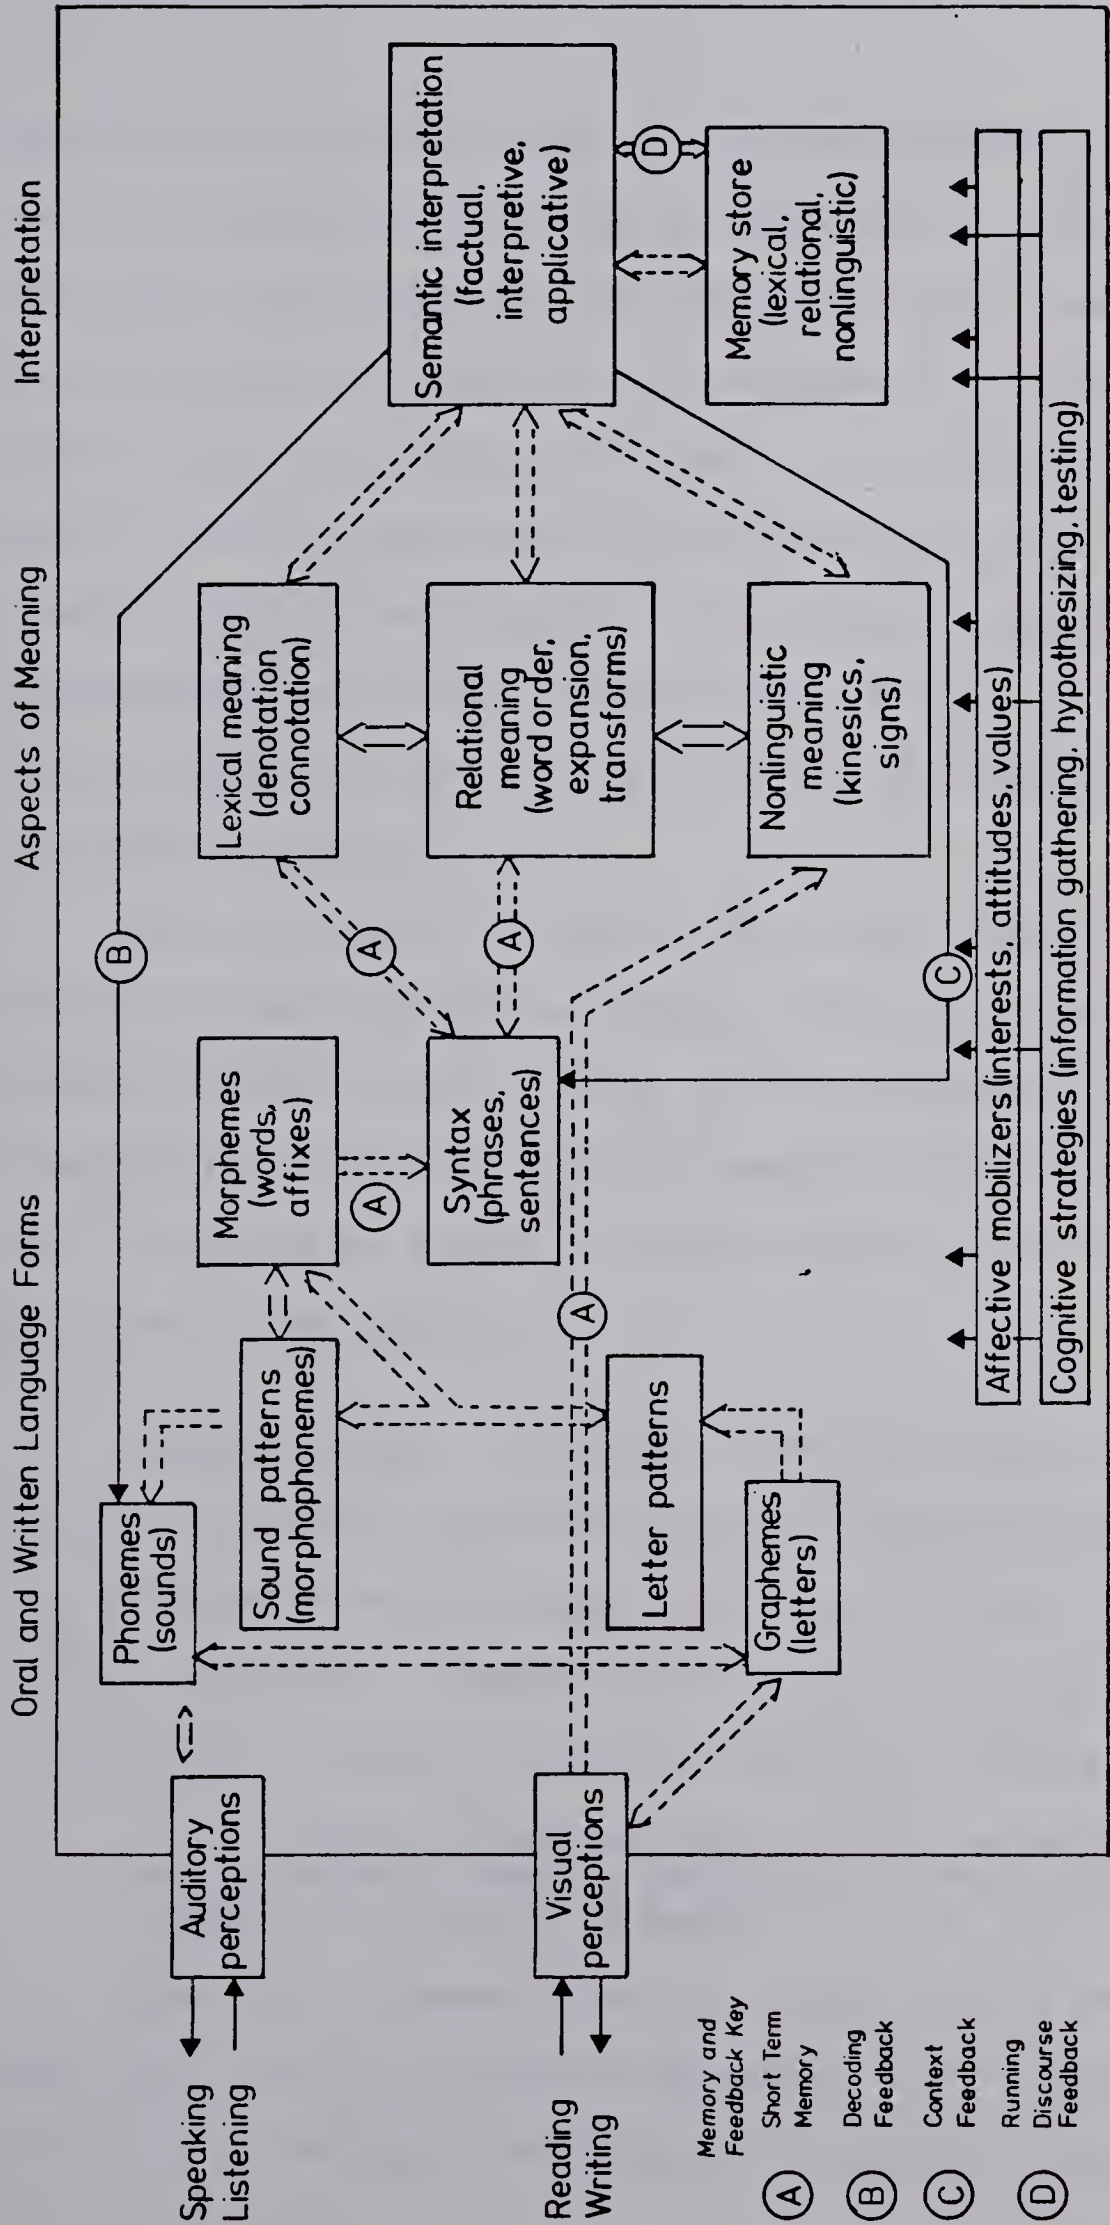 Oral and Written Language Forms
Aspects of Meaning
Interpretation
Speaking
Listening
Auditory
perceptions
Phonemes
(sounds)
Sound patterns
(morphophonemes)
Morphemes
(words,
affixes)
A
Syntax
(phrases,
sentences)
B
A
A
Lexical meaning
(denotation
connotation)
Relational
meaning
(word order,
expansion,
transforms)
Nonlinguistic
meaning
(kinesics,
signs)
Semantic interpretation
(factual,
interpretive,
applicative)
D
Memory store
(lexical,
relational,
nonlinguistic)
Reading
Writing
Visual
perceptions
A
Letter patterns
Graphemes
(letters)
C
Affective mobilizers (interests, attitudes, values)
Cognitive strategies (information gathering, hypothesizing, testing)
Memory and
Feedback Key
A Short Term
Memory
B Decoding
Feedback
C Context
Feedback
D Running
Discourse
Feedback